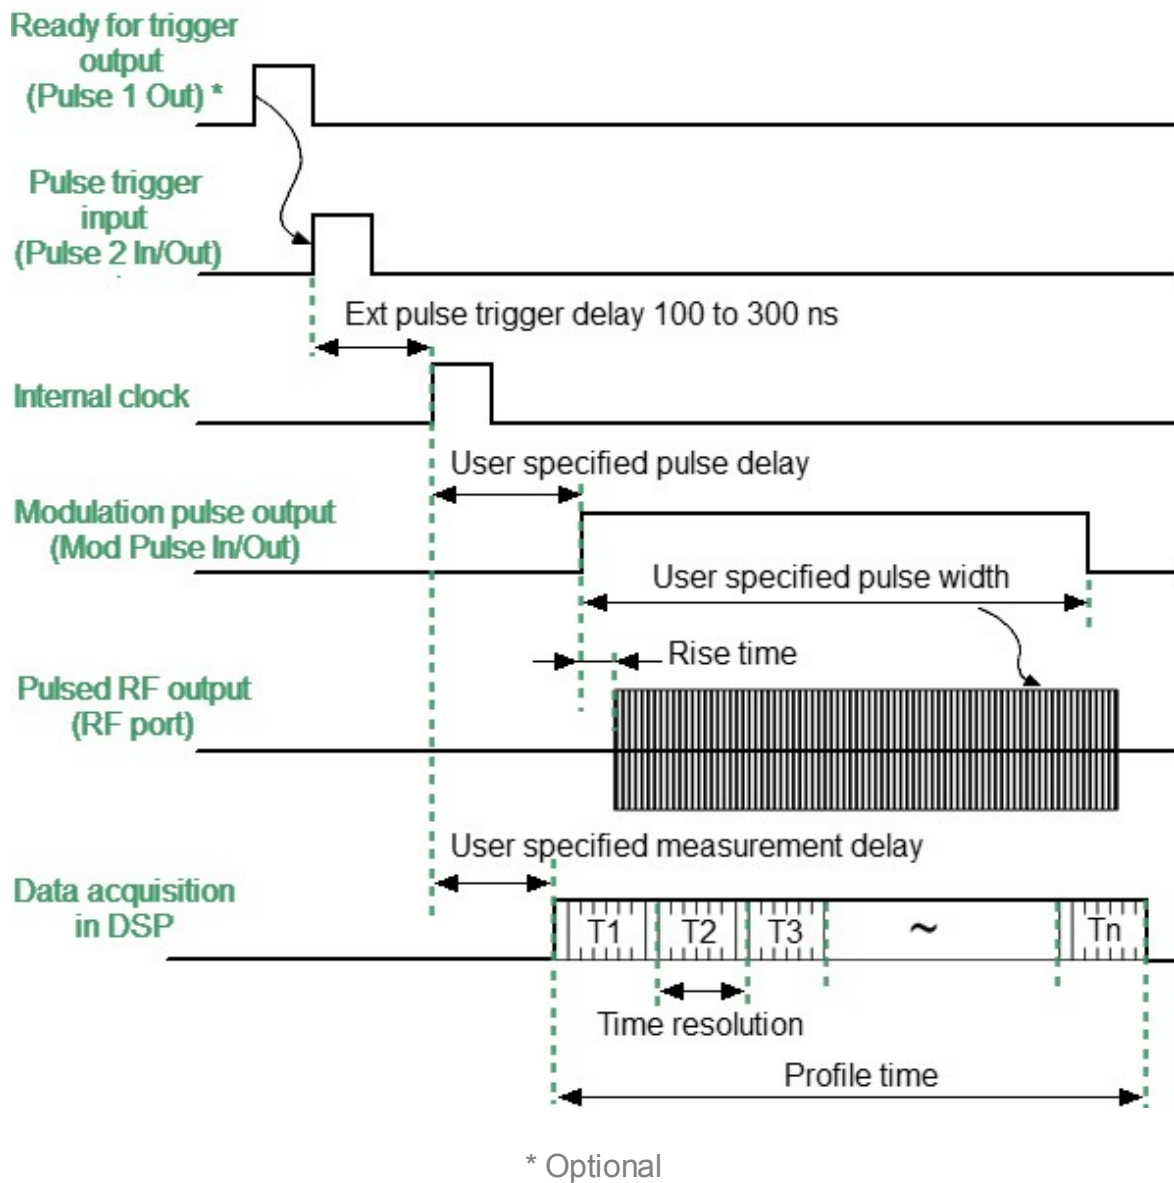 Ready for trigger
output
(Pulse 1 Out) *
Pulse trigger
input
(Pulse 2 In/Out)
Ext pulse trigger delay 100 to 300 ns
Internal clock
User specified pulse delay
Modulation pulse output
(Mod Pulse In/Out)
User specified pulse width
Rise time
Pulsed RF output
(RF port)
User specified measurement delay
Data acquisition
in DSP
T1 T2 T3 ~ Tn
Time resolution
Profile time
* Optional